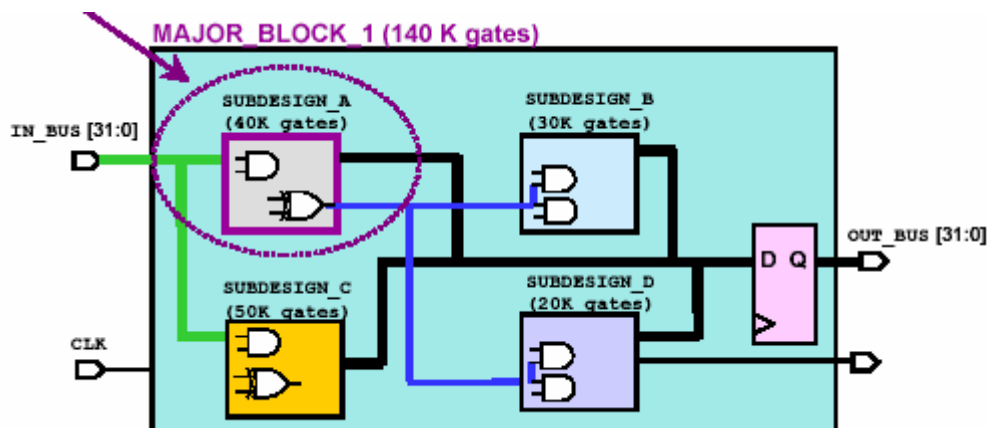 MAJOR_BLOCK_1 (140 K gates)
SUBDESIGN_A
(40K gates)
SUBDESIGN_B
(30K gates)
IN_BUS [31:0]
D Q
OUT_BUS [31:0]
SUBDESIGN_C
(50K gates)
SUBDESIGN_D
(20K gates)
CLK